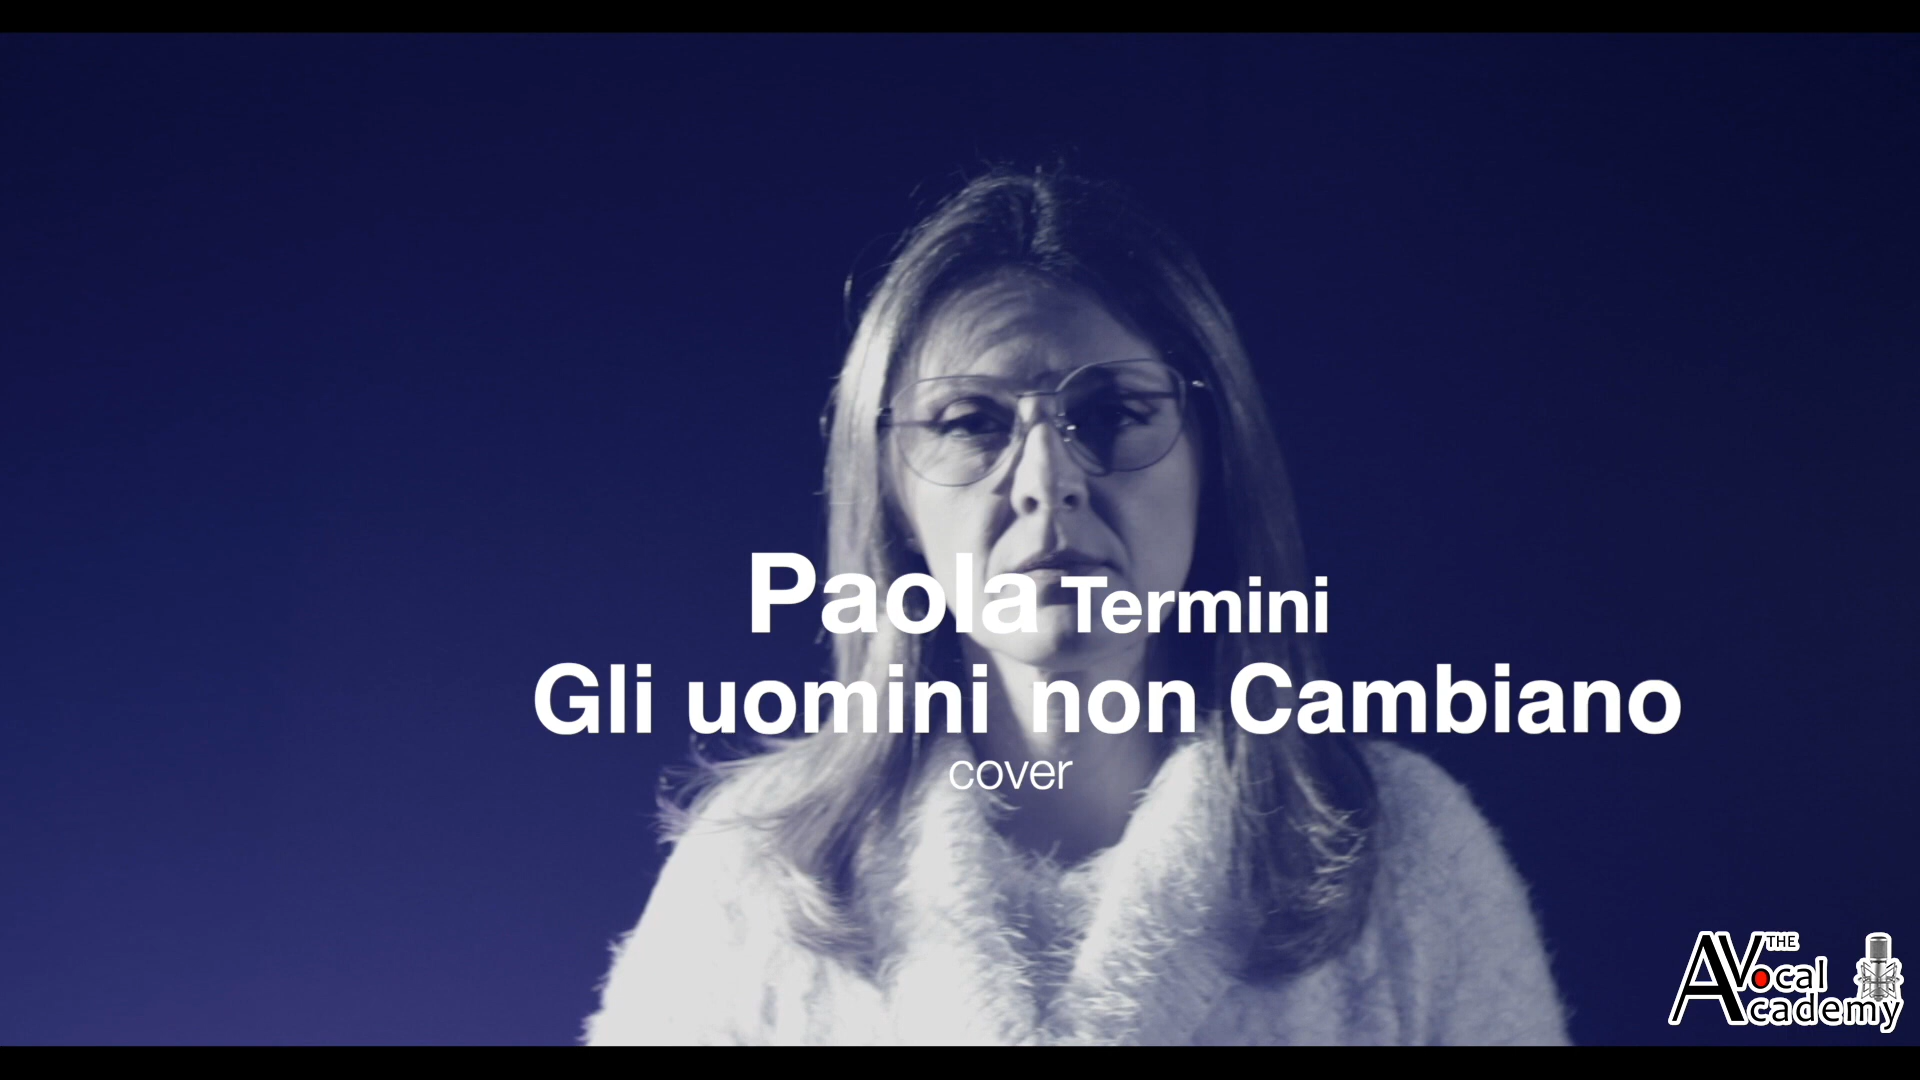 Paola Termini
Gli uomini non Cambiano
cover
THE
Vocal
Academy